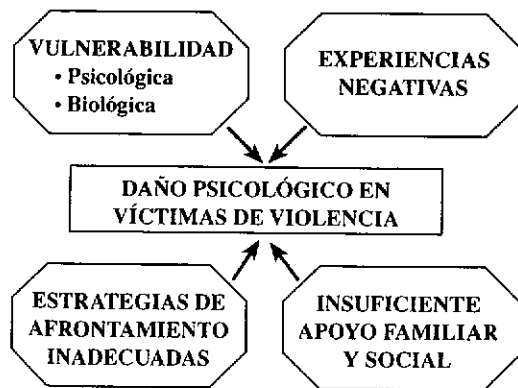 VULNERABILIDAD
• Psicológica
• Biológica
EXPERIENCIAS
NEGATIVAS
DAÑO PSICOLÓGICO EN
VÍCTIMAS DE VIOLENCIA
ESTRATEGIAS DE
AFRONTAMIENTO
INADECUADAS
INSUFICIENTE
APOYO FAMILIAR
Y SOCIAL